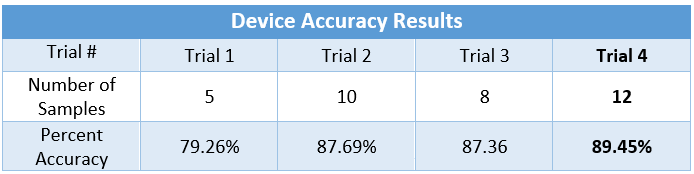 Device Accuracy Results
Trial # Trial 1 Trial 2 Trial 3 Trial 4
Number of
Samples 5 10 8 12
Percent
Accuracy 79.26% 87.69% 87.36 89.45%